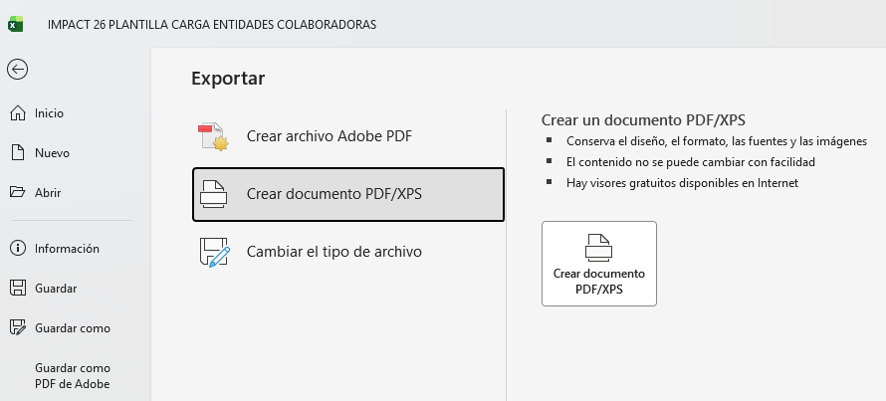 IMPACT 26 PLANTILLA CARGA ENTIDADES COLABORADORAS
Inicio
Nuevo
Abrir
Información
Guardar
Guardar como
Guardar como
PDF de Adobe
Exportar
Crear archivo Adobe PDF
Crear documento PDF/XPS
Cambiar el tipo de archivo
Crear un documento PDF/XPS
Conserva el diseño, el formato, las fuentes y las imágenes
El contenido no se puede cambiar con facilidad
Hay visores gratuitos disponibles en Internet
Crear documento
PDF/XPS